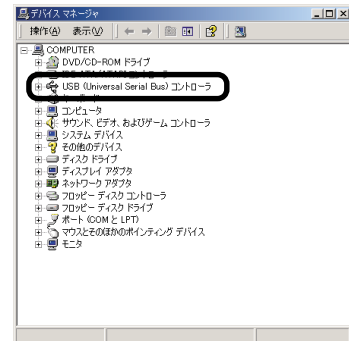 デバイス マネージャ
操作(A) 表示(V)
COMPUTER
DVD/CD-ROM ドライブ
USB (Universal Serial Bus) コントローラ
コンピュータ
サウンド、ビデオ、およびゲーム コントローラ
システム デバイス
その他のデバイス
ディスク ドライブ
ディスプレイ アダプタ
ネットワーク アダプタ
フロッピー ディスク コントローラ
フロッピー ディスク ドライブ
ポート (COM と LPT)
マウスとそのほかのポインティング デバイス
モニタ